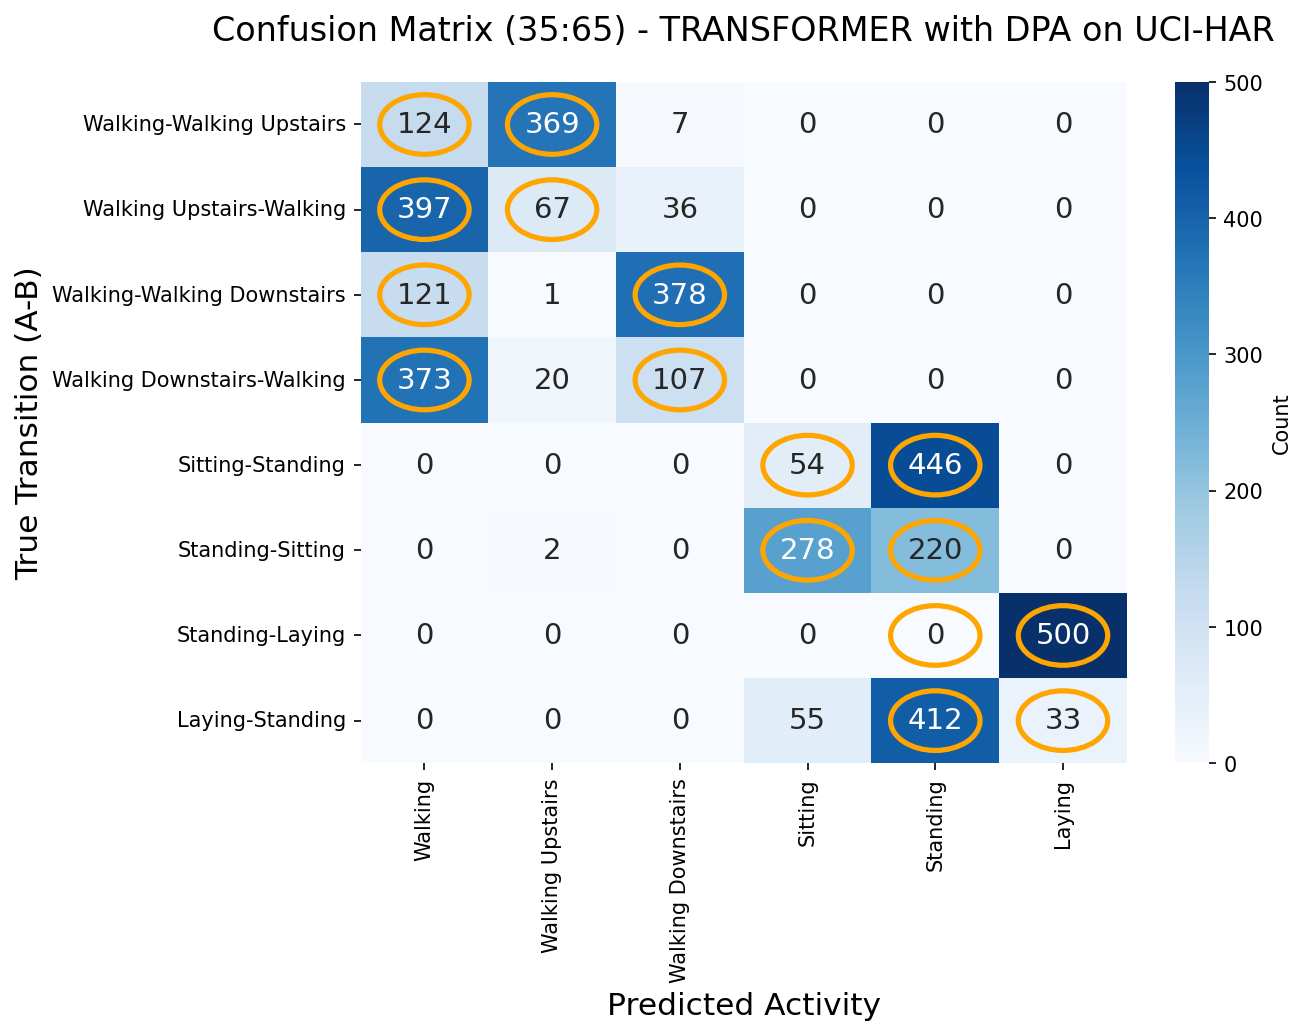 Confusion Matrix (35:65) - TRANSFORMER with DPA on UCI-HAR
True Transition (A-B)
Walking-Walking Upstairs 124 369 7 0 0 0
Walking Upstairs-Walking 397 67 36 0 0 0
Walking-Walking Downstairs 121 1 378 0 0 0
Walking Downstairs-Walking 373 20 107 0 0 0
Sitting-Standing 0 0 0 54 446 0
Standing-Sitting 0 2 0 278 220 0
Standing-Laying 0 0 0 0 0 500
Laying-Standing 0 0 0 55 412 33
Walking
Walking Upstairs
Walking Downstairs
Sitting
Standing
Laying
Predicted Activity
500
400
300
200
100
0
Count